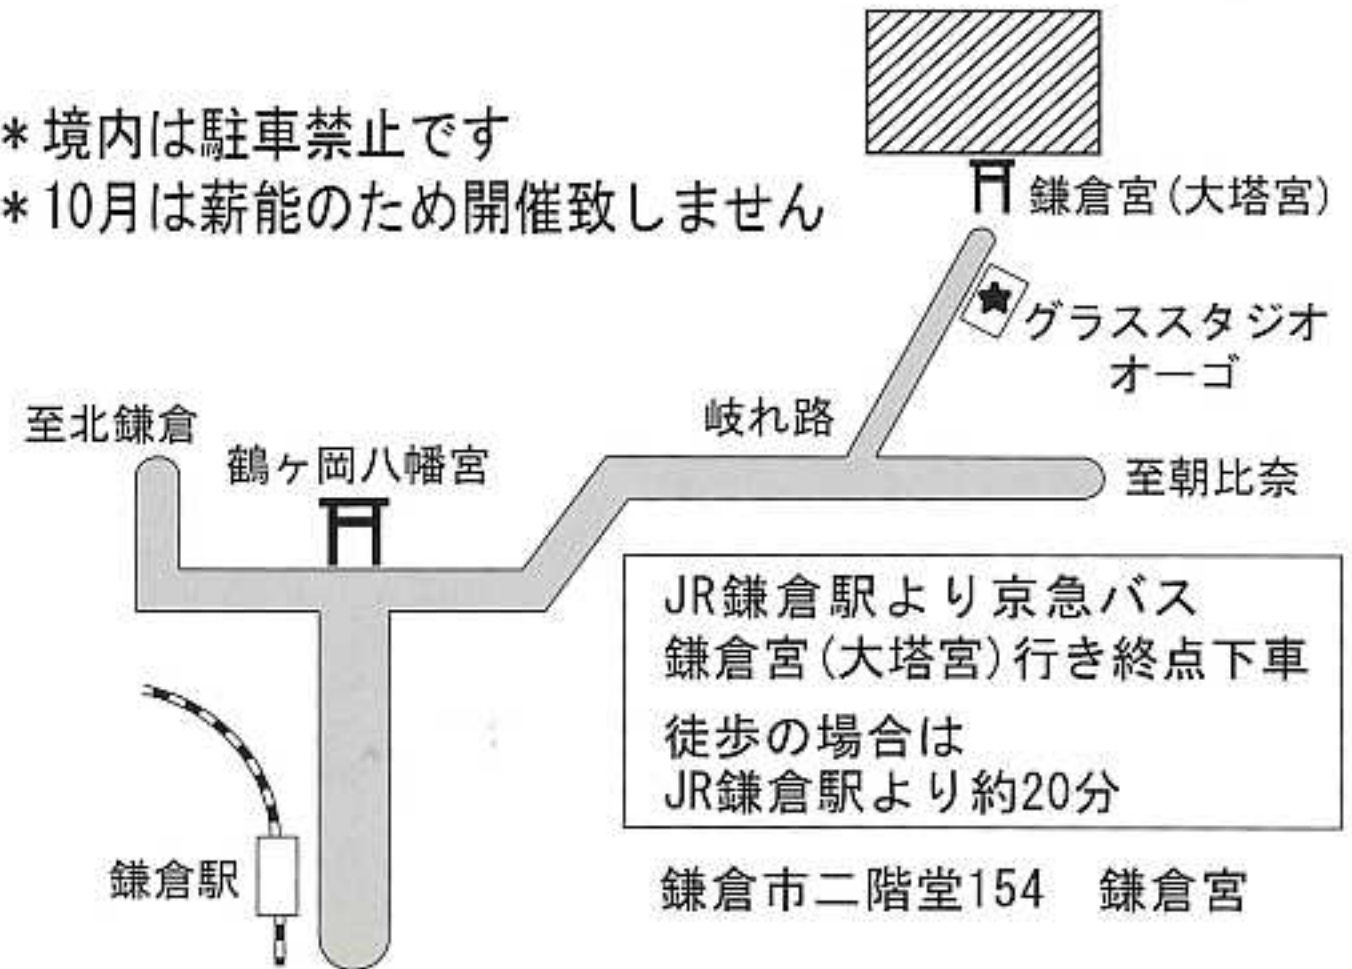 ＊境内は駐車禁止です
＊10月は薪能のため開催致しません
鎌倉宮(大塔宮)
グラススタジオ
オーゴ
岐れ路
至北鎌倉
鶴ヶ岡八幡宮
至朝比奈
JR鎌倉駅より京急バス
鎌倉宮(大塔宮)行き終点下車
徒歩の場合は
JR鎌倉駅より約20分
鎌倉駅
鎌倉市二階堂154　鎌倉宮